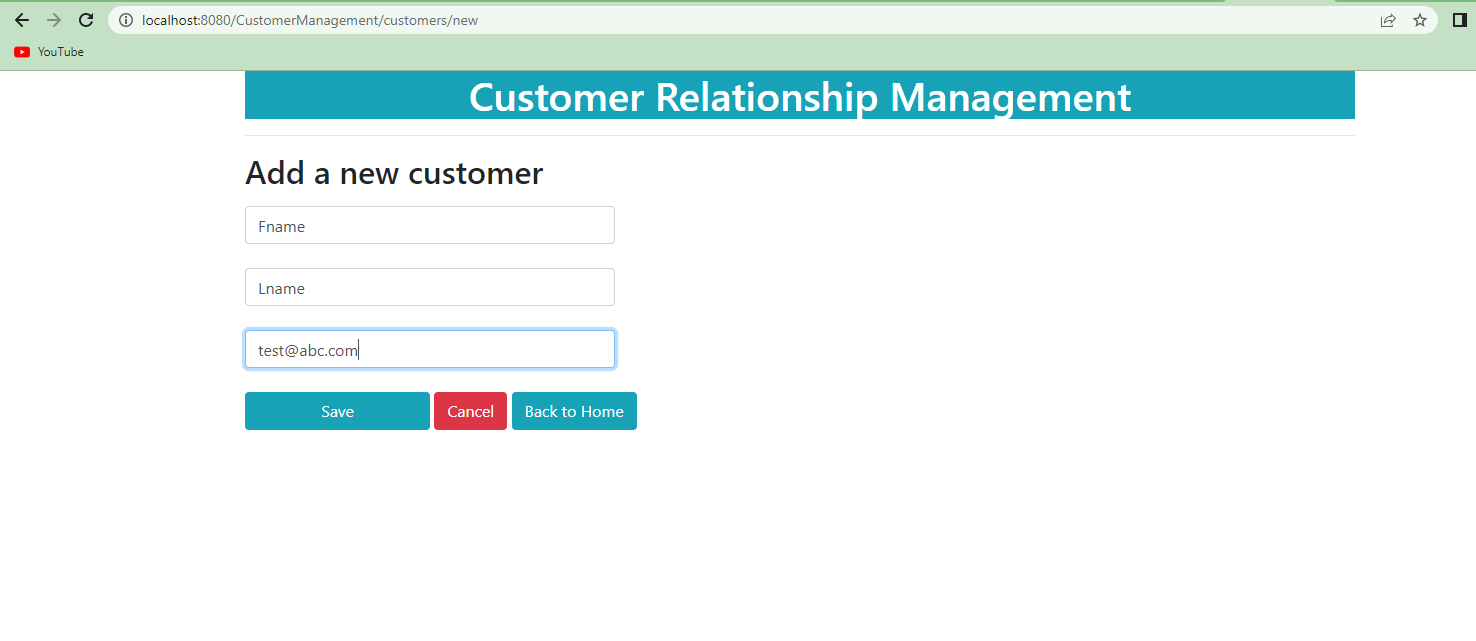 localhost:8080/CustomerManagement/customers/new
YouTube
Customer Relationship Management
Add a new customer
Fname
Lname
test@abc.com
Save Cancel Back to Home